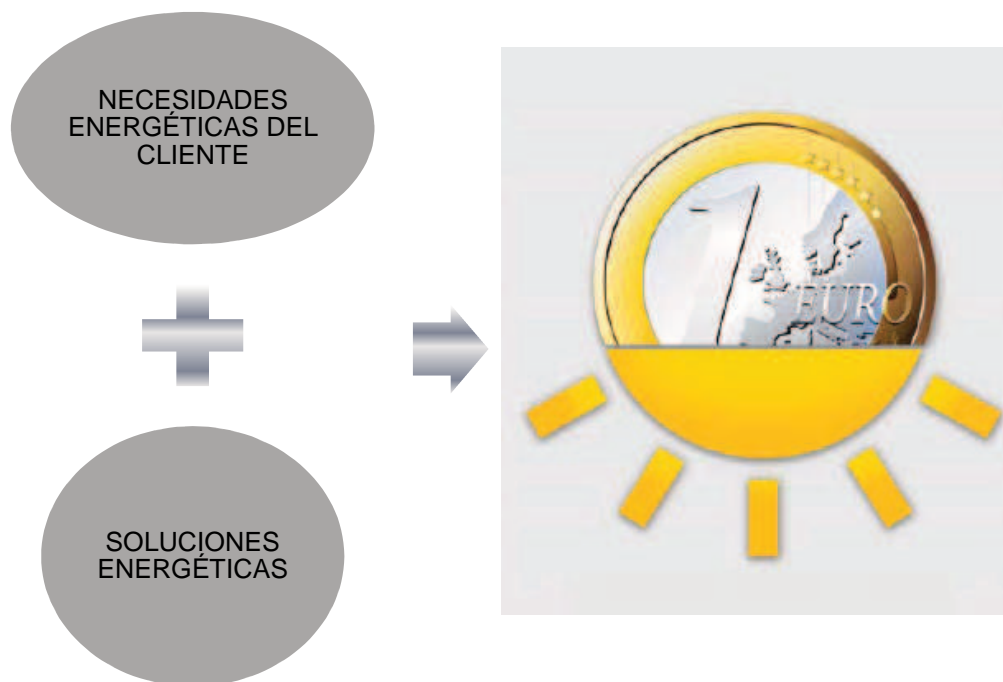 NECESIDADES
ENERGÉTICAS DEL
CLIENTE
1
EURO
SOLUCIONES
ENERGÉTICAS